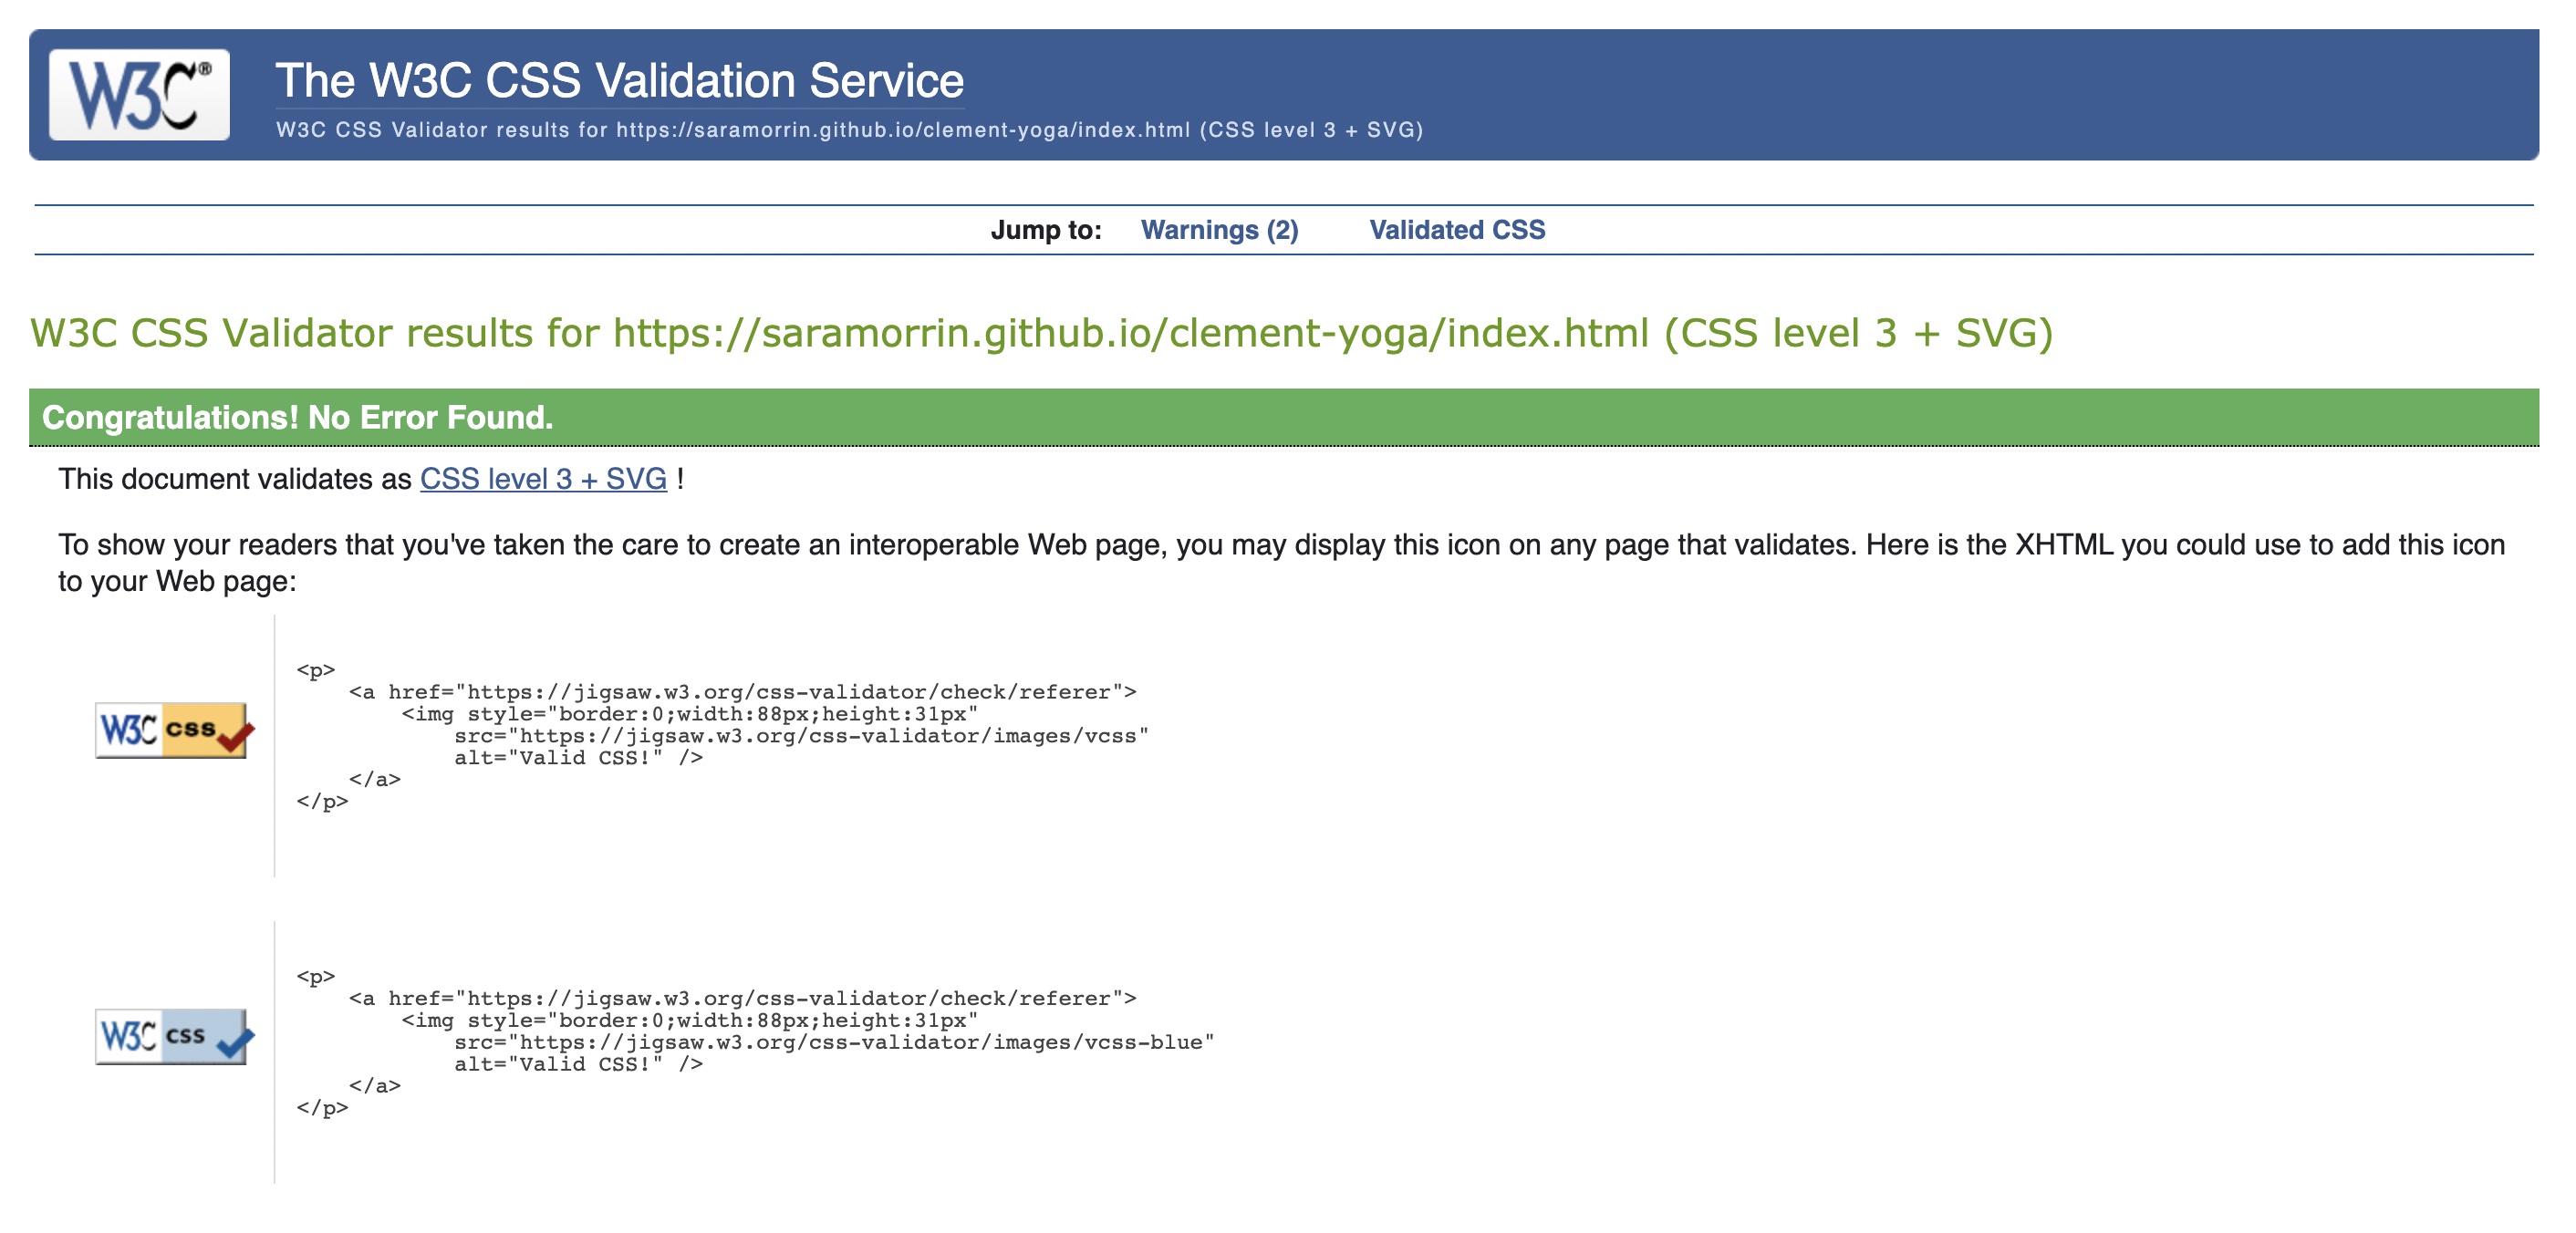 W3C®
The W3C CSS Validation Service
W3C CSS Validator results for https://saramorrin.github.io/clement-yoga/index.html (CSS level 3 + SVG)
Jump to: Warnings (2) Validated CSS
W3C CSS Validator results for https://saramorrin.github.io/clement-yoga/index.html (CSS level 3 + SVG)
Congratulations! No Error Found.
This document validates as CSS level 3 + SVG !
To show your readers that you've taken the care to create an interoperable Web page, you may display this icon on any page that validates. Here is the XHTML you could use to add this icon
to your Web page:
W3C css
<p>
    <a href="https://jigsaw.w3.org/css-validator/check/referer">
        <img style="border:0;width:88px;height:31px"
            src="https://jigsaw.w3.org/css-validator/images/vcss"
            alt="Valid CSS!" />
    </a>
</p>
W3C css
<p>
    <a href="https://jigsaw.w3.org/css-validator/check/referer">
        <img style="border:0;width:88px;height:31px"
            src="https://jigsaw.w3.org/css-validator/images/vcss-blue"
            alt="Valid CSS!" />
    </a>
</p>